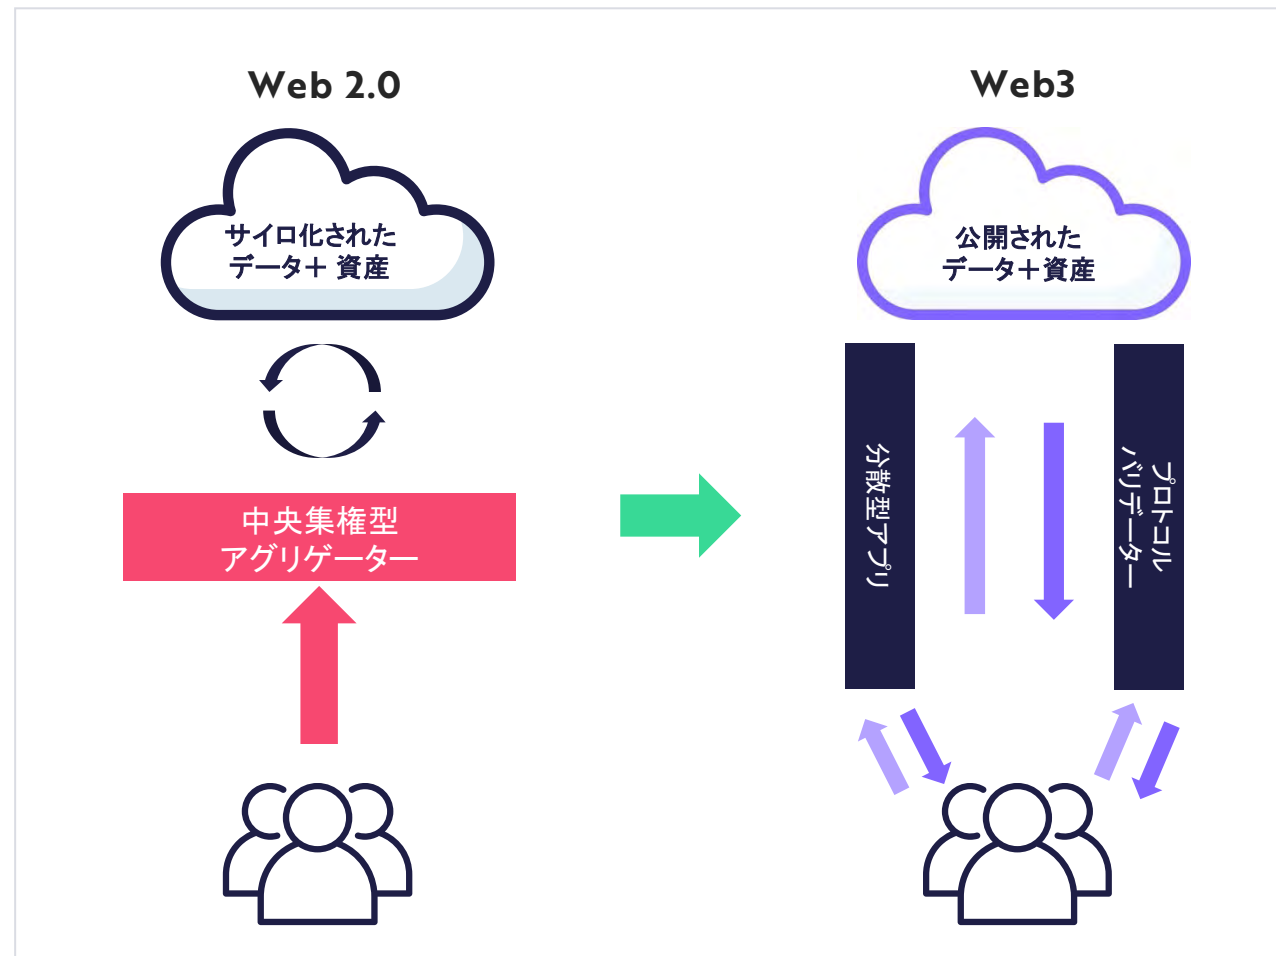 Web 2.0
サイロ化された
データ＋ 資産
中央集権型
アグリゲーター
Web3
公開された
データ＋資産
分散型アプリ
プロトコル
バリデーター